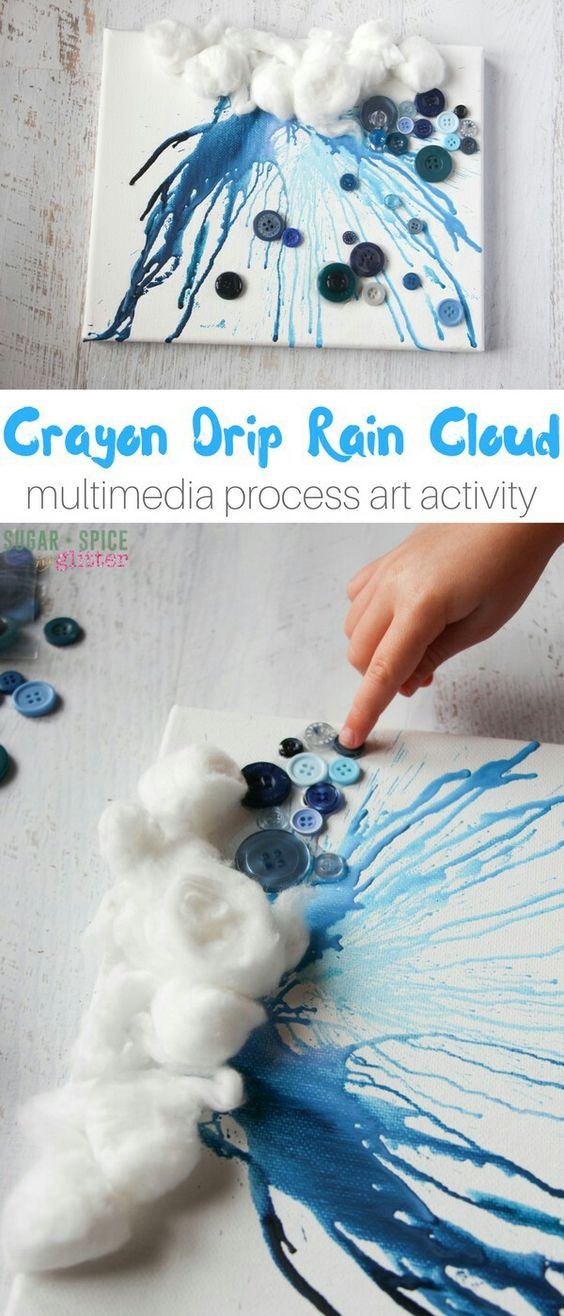 Crayon Drip Rain Cloud
multimedia process art activity
SUGAR • SPICE
glitter